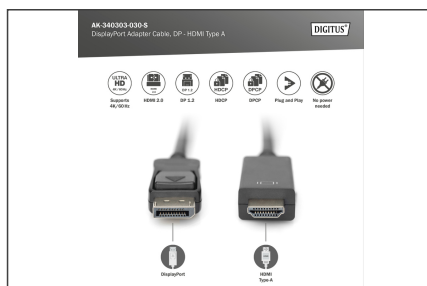 AK-340303-030-S
DisplayPort Adapter Cable, DP - HDMI Type A
DIGITUS®
ULTRA
HD
4K / 60Hz
HDMI
2.0
DP 1.2
HDCP
DPCP
Supports
4K/60Hz
HDMI 2.0
DP 1.2
HDCP
DPCP
Plug and Play
No power
needed
DisplayPort
HDMI
Type-A